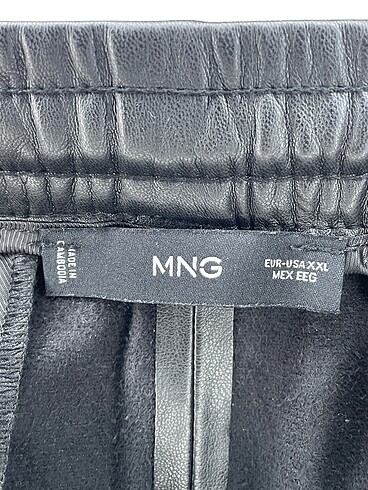 MADE IN
CAMBODIA
MNG
EUR-USA XXL
MEX EEG